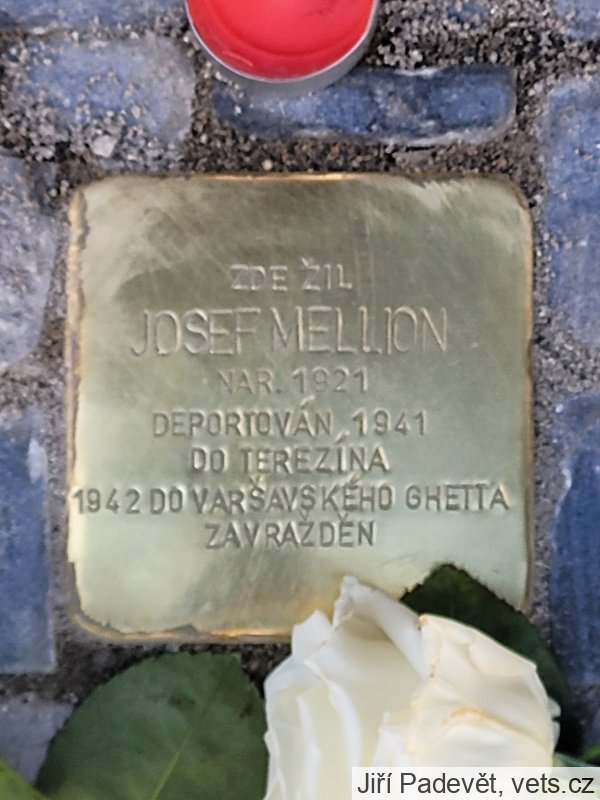 ZDE ŽIL
JOSEF MELLION
NAR. 1921
DEPORTOVÁN 1941
DO TEREZÍNA
1942 DO VARŠAVSKÉHO GHETTA
ZAVRAŽDĚN
Jiří Padevět, vets.cz